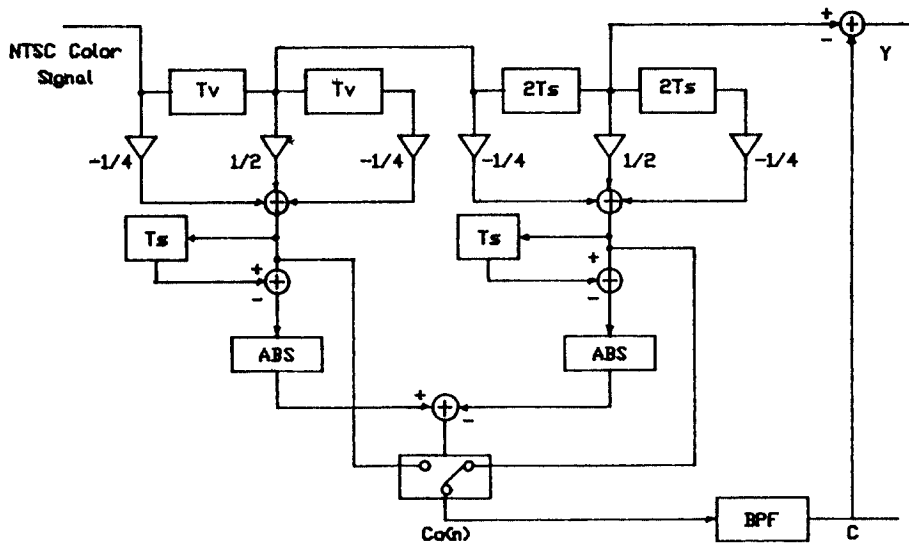 NTSC Color
Signal
+
-
Y
Tv
Tv
2Ts
2Ts
-1/4
1/2
-1/4
-1/4
1/2
-1/4
+
+
+
+
Ts
Ts
+
-
+
-
+
+
ABS
ABS
+
-
+
BPF
Ca(n)
C